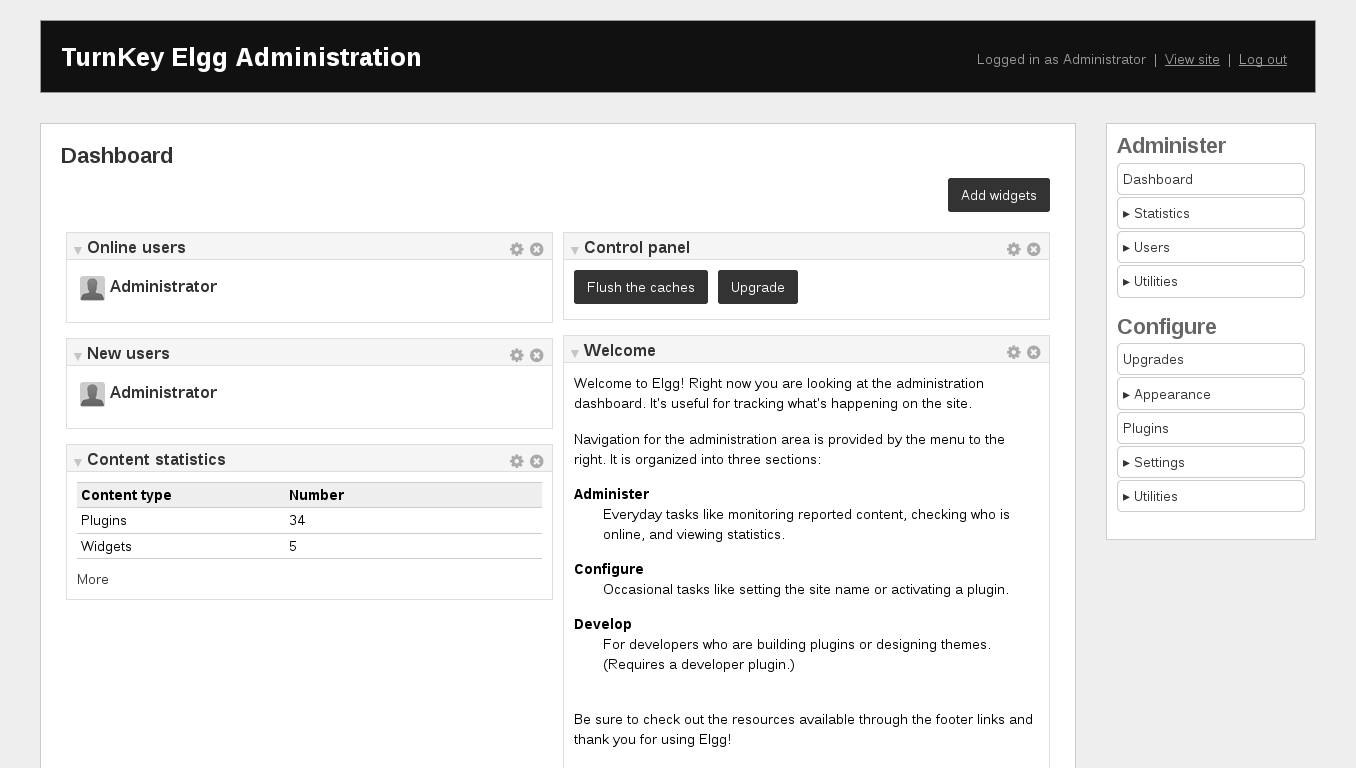 TurnKey Elgg Administration
Logged in as Administrator | View site | Log out
Dashboard
Add widgets
Online users
Administrator
New users
Administrator
Content statistics
Content type Number
Plugins 34
Widgets 5
More
Control panel
Flush the caches Upgrade
Welcome
Welcome to Elgg! Right now you are looking at the administration
dashboard. It's useful for tracking what's happening on the site.
Navigation for the administration area is provided by the menu to the
right. It is organized into three sections:
Administer
Everyday tasks like monitoring reported content, checking who is
online, and viewing statistics.
Configure
Occasional tasks like setting the site name or activating a plugin.
Develop
For developers who are building plugins or designing themes.
(Requires a developer plugin.)
Be sure to check out the resources available through the footer links and
thank you for using Elgg!
Administer
Dashboard
▸ Statistics
▸ Users
▸ Utilities
Configure
Upgrades
▸ Appearance
Plugins
▸ Settings
▸ Utilities